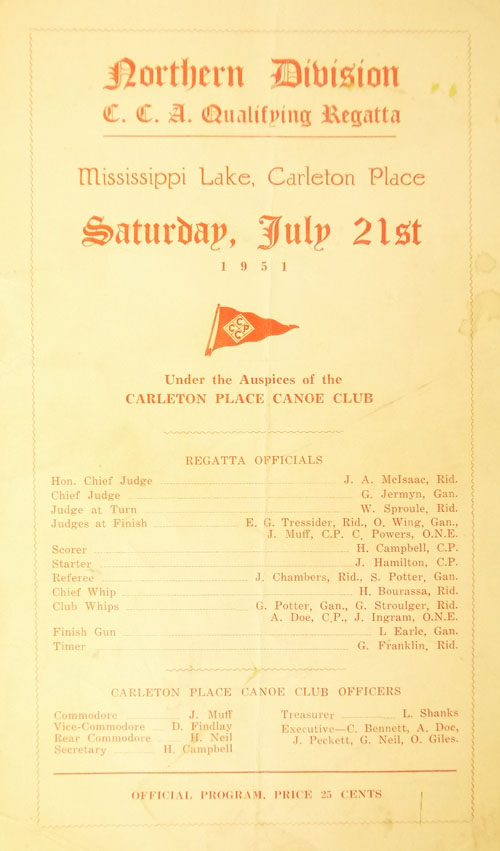 Northern Division
C. C. A. Qualifying Regatta
Mississippi Lake, Carleton Place
Saturday, July 21st
1951
C
C P
C
Under the Auspices of the
CARLETON PLACE CANOE CLUB
REGATTA OFFICIALS
Hon. Chief Judge J. A. McIsaac, Rid.
Chief Judge G. Jermyn, Gan.
Judge at Turn W. Sproule, Rid.
Judges at Finish E. G. Tressider, Rid., O. Wing, Gan.,
J. Muff, C.P. C. Powers, O.N.E.
Scorer H. Campbell, C.P.
Starter J. Hamilton, C.P.
Referee J. Chambers, Rid., S. Potter, Gan.
Chief Whip H. Bourassa, Rid.
Club Whips G. Potter, Gan., G. Stroulger, Rid.
A. Doe, C.P., J. Ingram, O.N.E.
Finish Gun L Earle, Gan.
Timer G. Franklin, Rid.
CARLETON PLACE CANOE CLUB OFFICERS
Commodore J. Muff
Vice-Commodore D. Findlay
Rear Commodore H. Neil
Secretary H. Campbell
Treasurer L. Shanks
Executive—C. Bennett, A. Doe,
J. Peckett, G. Neil, O. Giles.
OFFICIAL PROGRAM, PRICE 25 CENTS